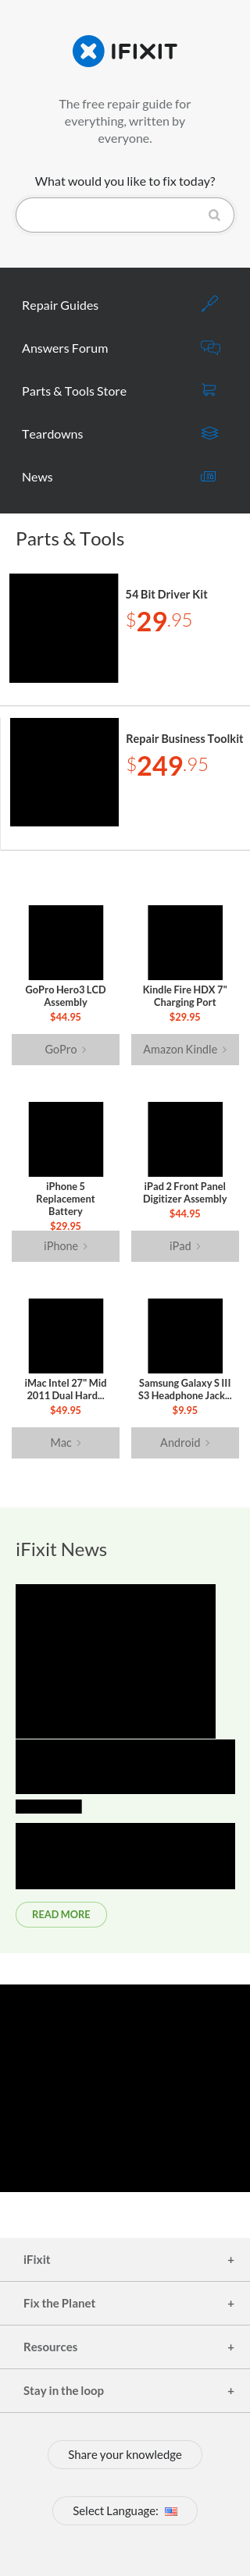 IFIXIT
The free repair guide for
everything, written by
everyone.
What would you like to fix today?
Repair Guides
Answers Forum
Parts & Tools Store
Teardowns
News
Parts & Tools
54 Bit Driver Kit
$29.95
Repair Business Toolkit
$249.95
GoPro Hero3 LCD
Assembly
$44.95
GoPro >
Kindle Fire HDX 7"
Charging Port
$29.95
Amazon Kindle >
iPhone 5
Replacement
Battery
$29.95
iPhone >
iPad 2 Front Panel
Digitizer Assembly
$44.95
iPad >
iMac Intel 27" Mid
2011 Dual Hard...
$49.95
Mac >
Samsung Galaxy S III
S3 Headphone Jack...
$9.95
Android >
iFixit News
READ MORE
iFixit +
Fix the Planet +
Resources +
Stay in the loop +
Share your knowledge
Select Language: